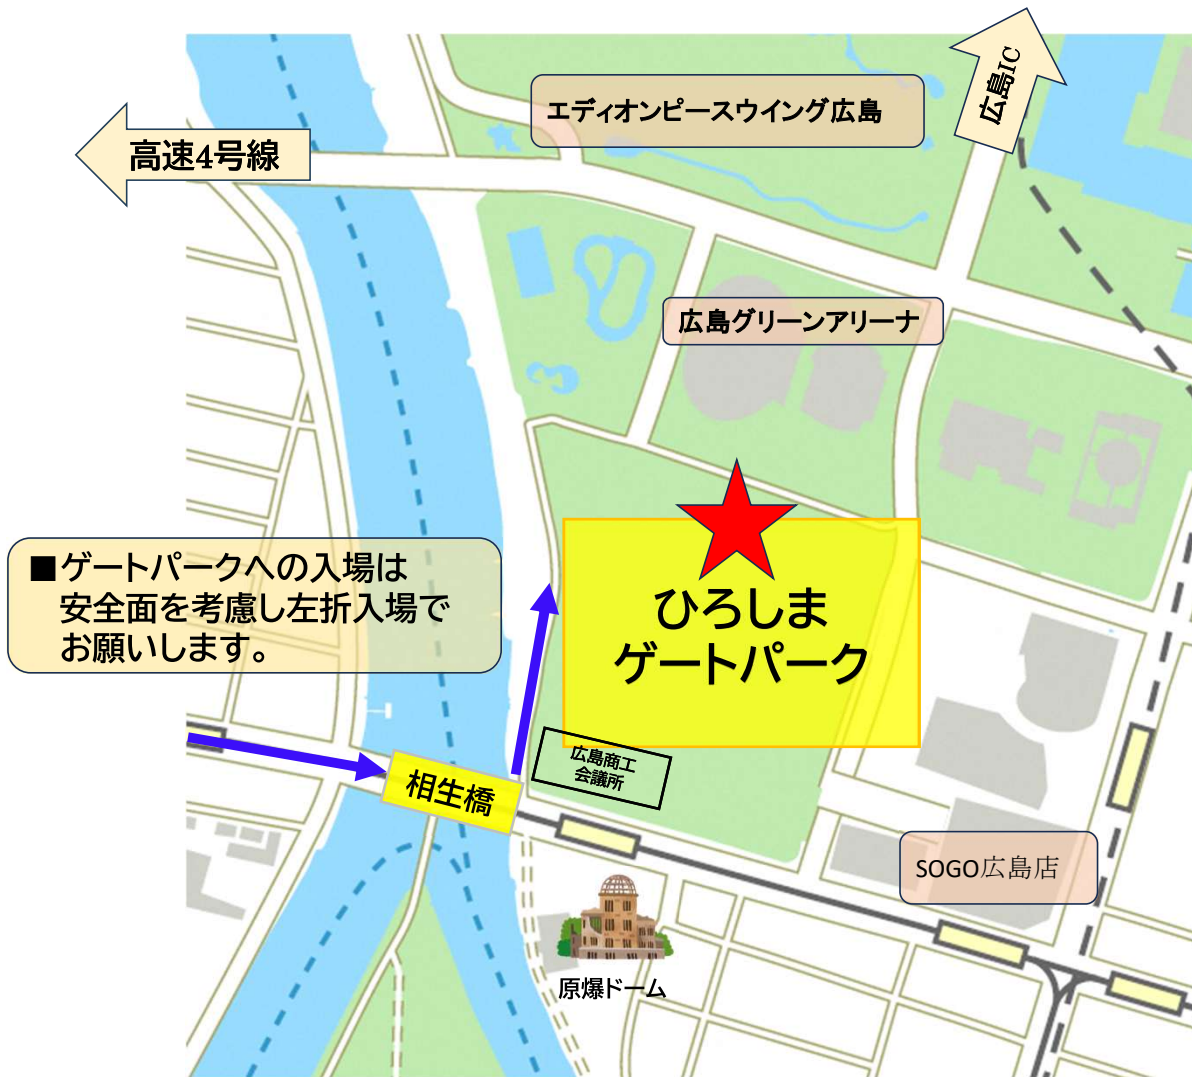 広島IC
エディオンピースウイング広島
高速4号線
広島グリーンアリーナ
■ゲートパークへの入場は
安全面を考慮し左折入場で
お願いします。
ひろしま
ゲートパーク
広島商工
会議所
相生橋
SOGO広島店
原爆ドーム